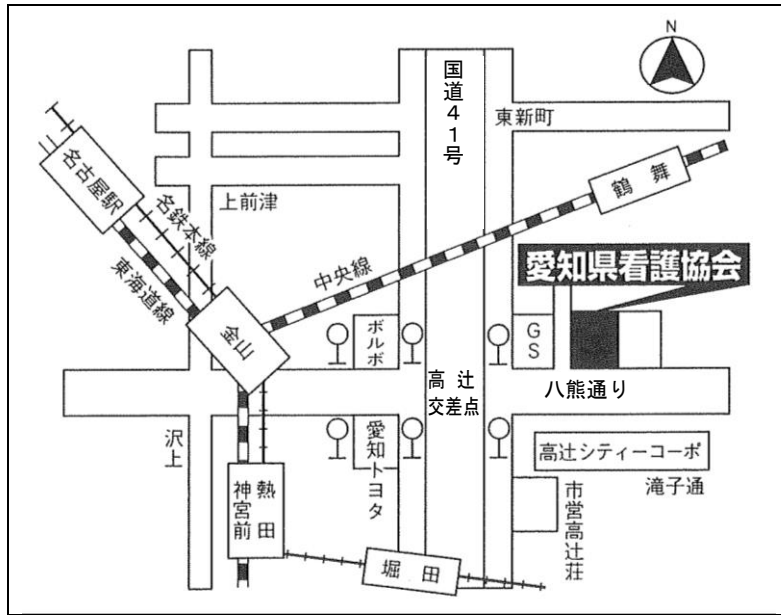 国道41号
東新町
名古屋駅
名鉄本線
上前津
鶴舞
東海道線
中央線
愛知県看護協会
金山
ボルボ
GS
高辻
交差点
八熊通り
沢上
愛知トヨタ
高辻シティーコーポ
滝子通
熱田
神宮前
市営高辻荘
堀田